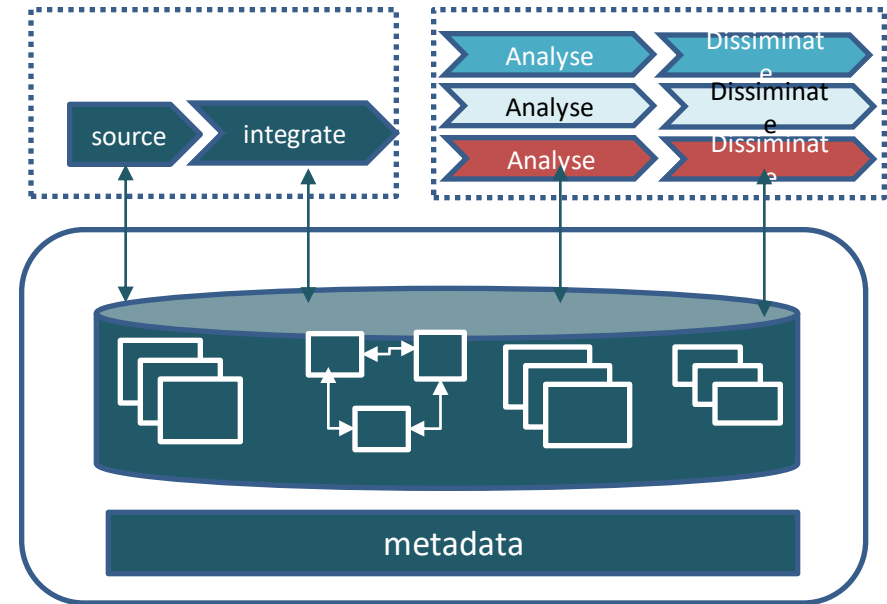 source
integrate
Analyse
Dissiminat
e
Analyse
Dissiminat
e
Analyse
Dissiminat
e
metadata